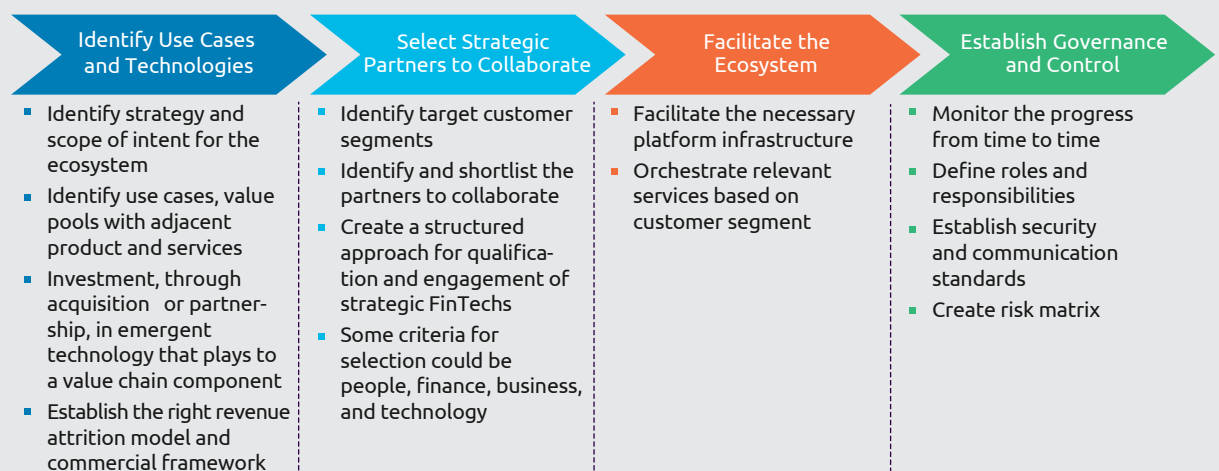 Identify Use Cases
and Technologies
Identify strategy and
scope of intent for the
ecosystem
Identify use cases, value
pools with adjacent
product and services
Investment, through
acquisition or partner-
ship, in emergent
technology that plays to
a value chain component
Establish the right revenue
attrition model and
commercial framework
Select Strategic
Partners to Collaborate
Identify target customer
segments
Identify and shortlist the
partners to collaborate
Create a structured
approach for qualifica-
tion and engagement of
strategic FinTechs
Some criteria for
selection could be
people, finance, business,
and technology
Facilitate the
Ecosystem
Facilitate the necessary
platform infrastructure
Orchestrate relevant
services based on
customer segment
Establish Governance
and Control
Monitor the progress
from time to time
Define roles and
responsibilities
Establish security
and communication
standards
Create risk matrix